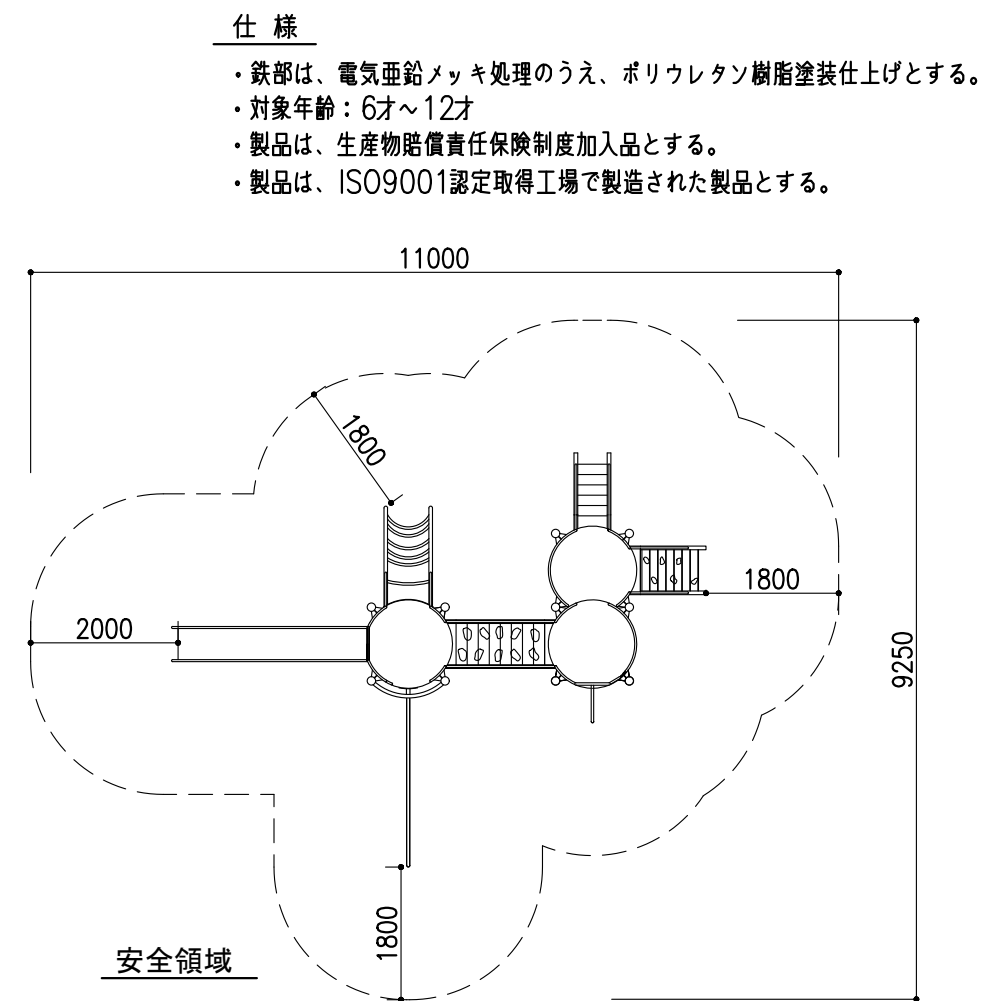 仕様
・鉄部は、電気亜鉛メッキ処理のうえ、ポリウレタン樹脂塗装仕上げとする。
・対象年齢：6才～12才
・製品は、生産物賠償責任保険制度加入品とする。
・製品は、ISO9001認定取得工場で製造された製品とする。
11000
1800
1800
2000
9250
1800
安全領域